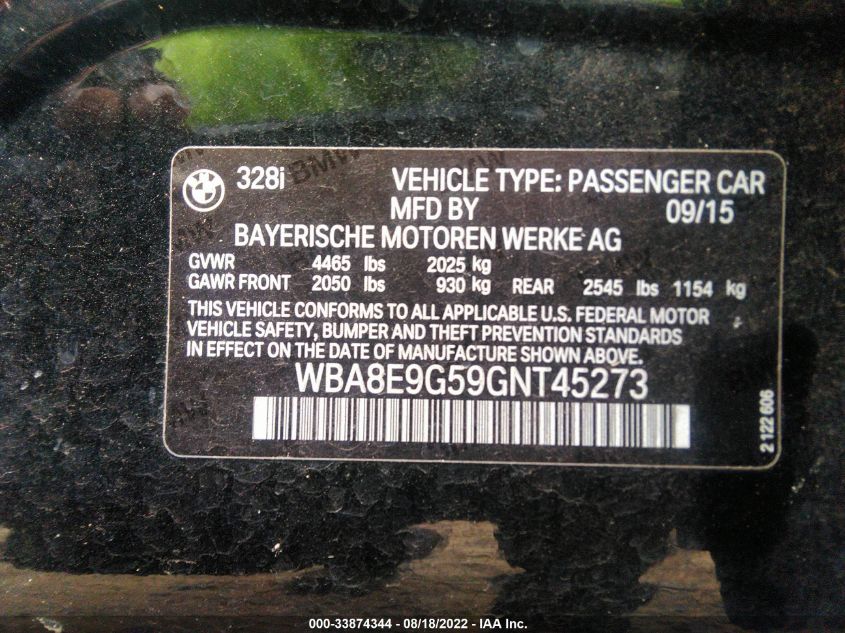 328i VEHICLE TYPE: PASSENGER CAR
MFD BY 09/15
BAYERISCHE MOTOREN WERKE AG
GVWR 4465 lbs 2025 kg
GAWR FRONT 2050 lbs 930 kg REAR 2545 lbs 1154 kg
THIS VEHICLE CONFORMS TO ALL APPLICABLE U.S. FEDERAL MOTOR
VEHICLE SAFETY, BUMPER AND THEFT PREVENTION STANDARDS
IN EFFECT ON THE DATE OF MANUFACTURE SHOWN ABOVE.
WBA8E9G59GNT45273
2 122 606
000-33874344 - 08/18/2022 - IAA Inc.